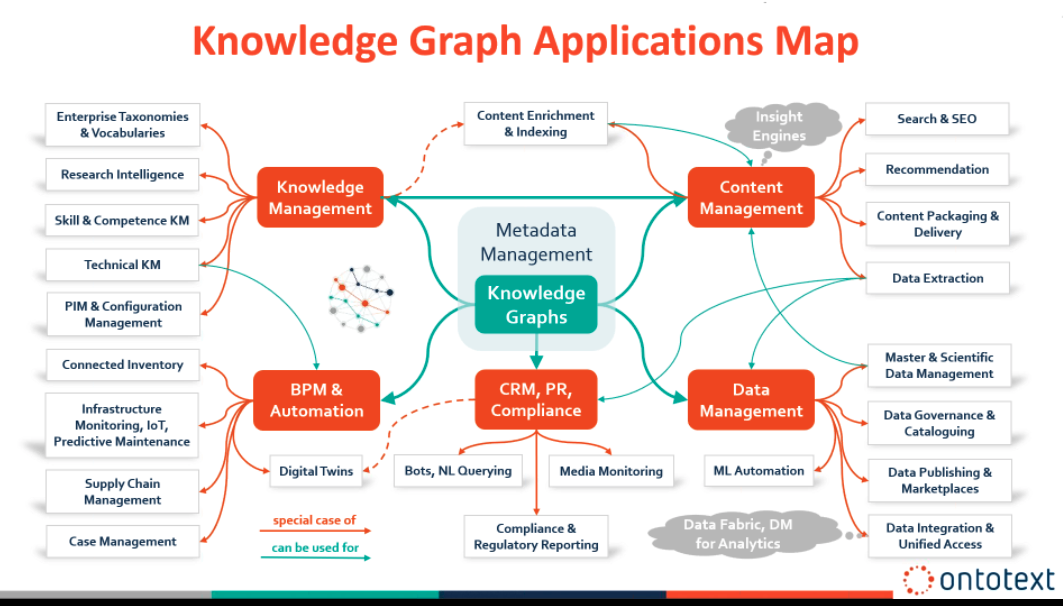 Knowledge Graph Applications Map
Enterprise Taxonomies
& Vocabularies
Research Intelligence
Skill & Competence KM
Technical KM
PIM & Configuration
Management
Connected Inventory
Infrastructure
Monitoring, IoT,
Predictive Maintenance
Supply Chain
Management
Case Management
Knowledge
Management
BPM &
Automation
Digital Twins
special case of
can be used for
Content Enrichment
& Indexing
Metadata
Management
Knowledge
Graphs
CRM, PR,
Compliance
Bots, NL Querying
Media Monitoring
Compliance &
Regulatory Reporting
Insight
Engines
Content
Management
Data
Management
ML Automation
Data Fabric, DM
for Analytics
Search & SEO
Recommendation
Content Packaging &
Delivery
Data Extraction
Master & Scientific
Data Management
Data Governance &
Cataloguing
Data Publishing &
Marketplaces
Data Integration &
Unified Access
ontotext